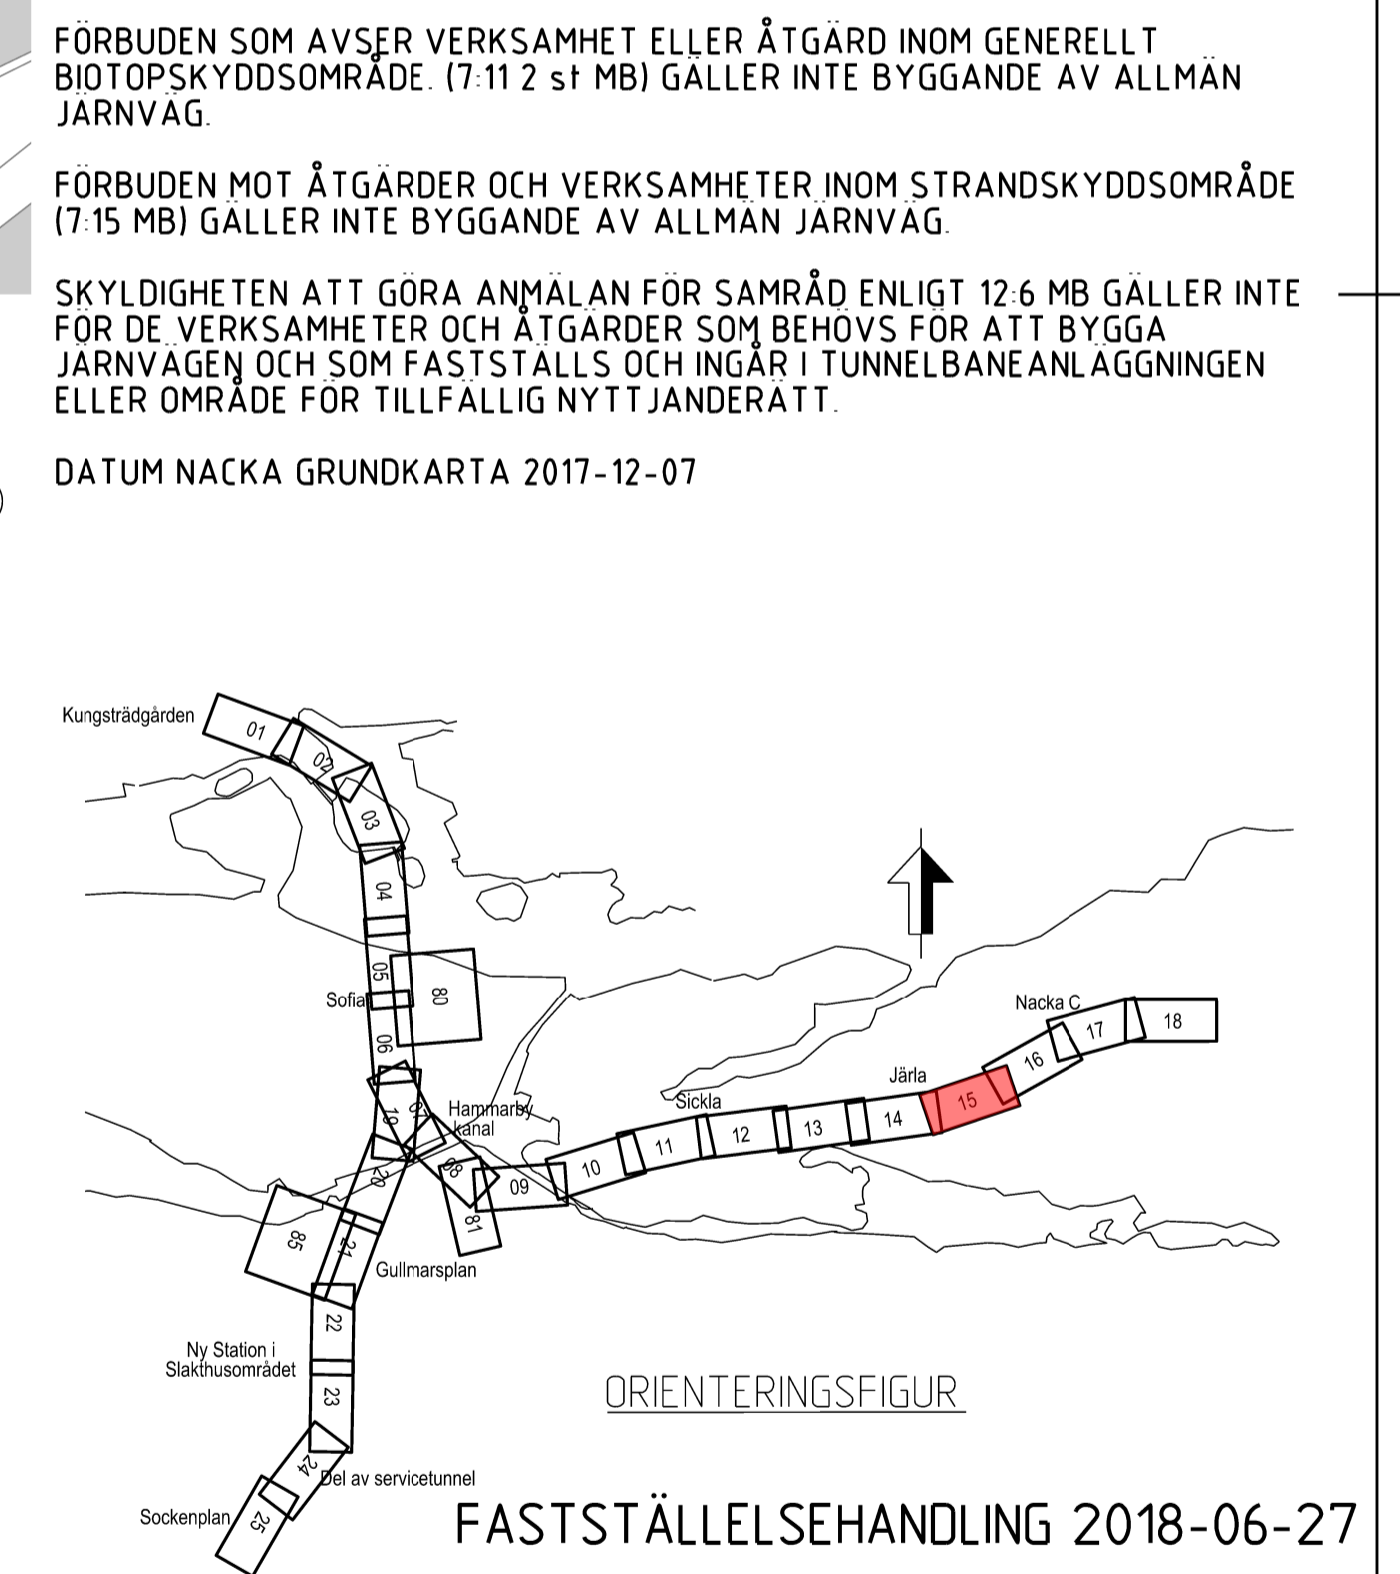 FÖRBUDEN SOM AVSER VERKSAMHET ELLER ÅTGÄRD INOM GENERELLT
BIOTOPSKYDDSOMRÅDE. (7:11 2 st MB) GÄLLER INTE BYGGANDE AV ALLMÄN
JÄRNVÄG.
FÖRBUDEN MOT ÅTGÄRDER OCH VERKSAMHETER INOM STRANDSKYDDSOMRÅDE
(7:15 MB) GÄLLER INTE BYGGANDE AV ALLMÄN JÄRNVÄG.
SKYLDIGHETEN ATT GÖRA ANMÄLAN FÖR SAMRÅD ENLIGT 12:6 MB GÄLLER INTE
FÖR DE VERKSAMHETER OCH ÅTGÄRDER SOM BEHÖVS FÖR ATT BYGGA
JÄRNVÄGEN OCH SOM FASTSTÄLLS OCH INGÅR I TUNNELBANEANLÄGGNINGEN
ELLER OMRÅDE FÖR TILLFÄLLIG NYTTJANDERÄTT.
DATUM NACKA GRUNDKARTA 2017-12-07
Kungsträdgården
01
02
03
04
05
80
Sofia
06
Nacka C
18
17
16
Järla
15
Sickla
14
13
12
11
10
09
Hammarby
kanal
19
07
08
81
20
85
21
Gullmarsplan
22
Ny Station i
Slakthusområdet
23
ORIENTERINGSFIGUR
24
Del av servicetunnel
Sockenplan
25
FASTSTÄLLELSEHANDLING 2018-06-27